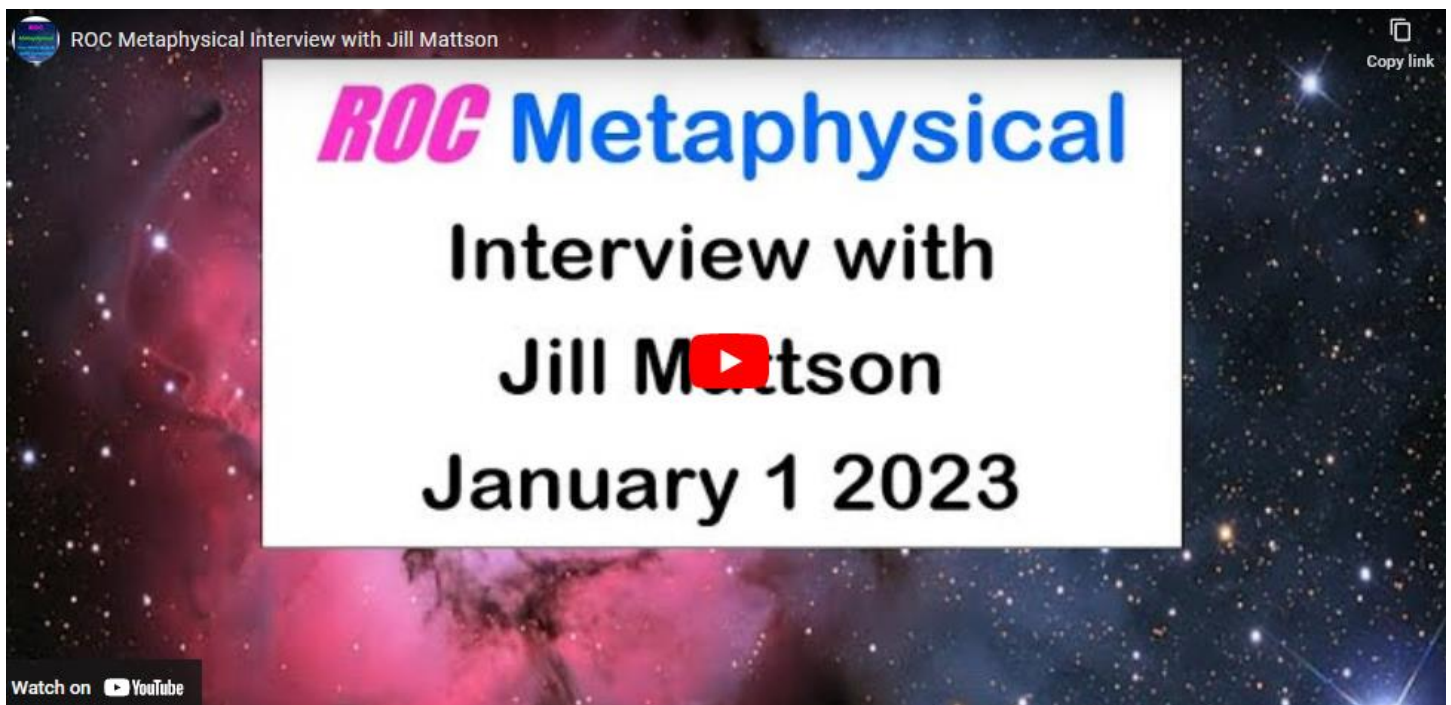 ROC Metaphysical Interview with Jill Mattson
Copy link
ROC Metaphysical
Interview with
Jill Mattson
January 1 2023
Watch on YouTube